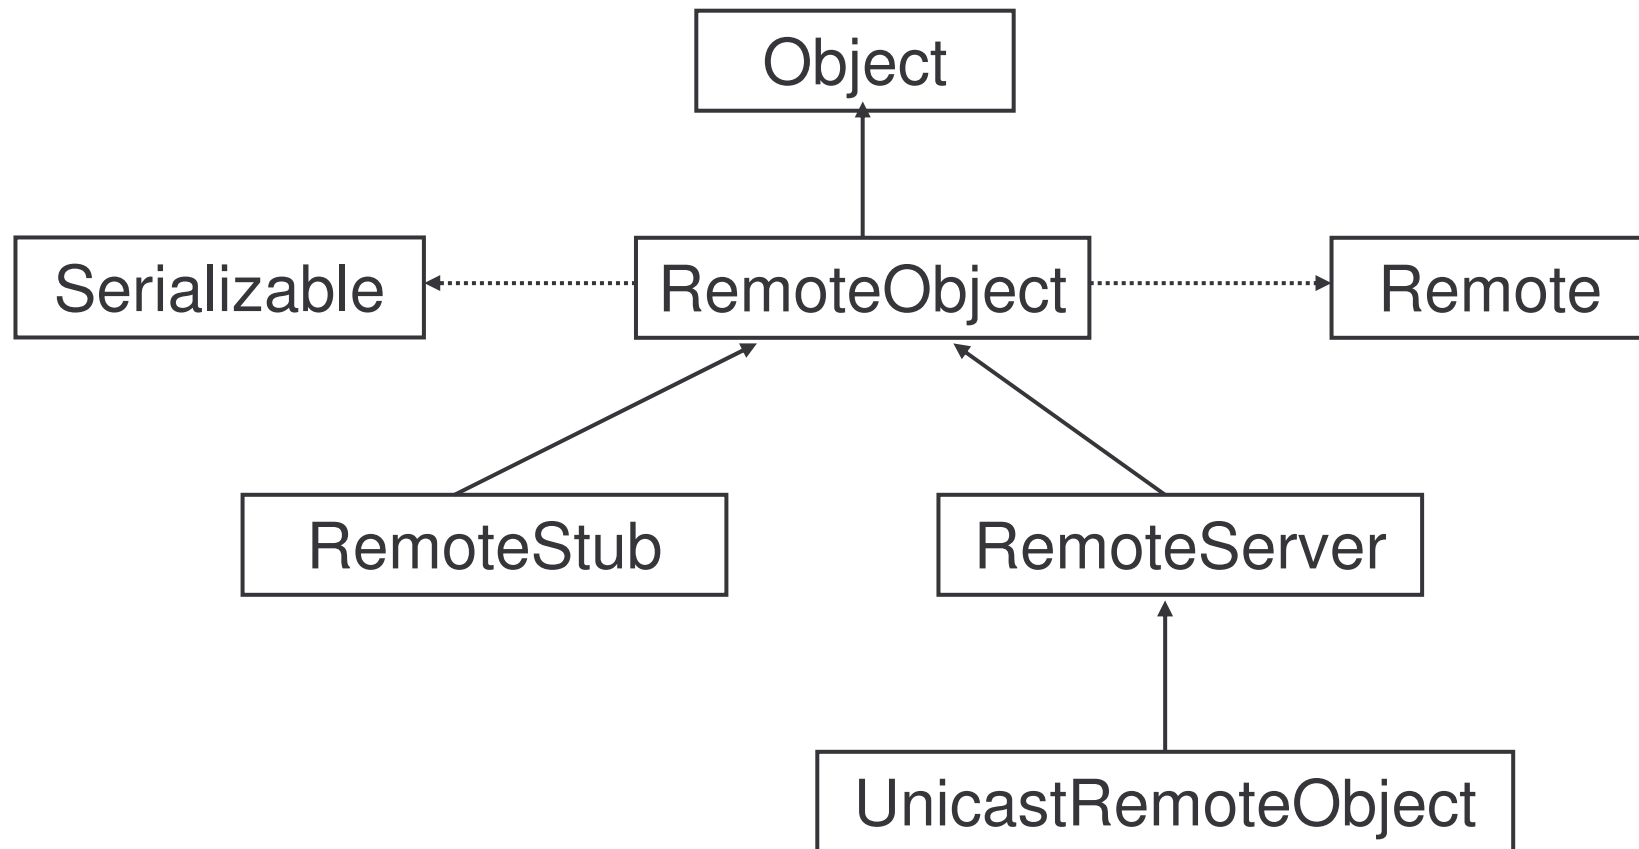 Object
Serializable
RemoteObject
Remote
RemoteStub
RemoteServer
UnicastRemoteObject